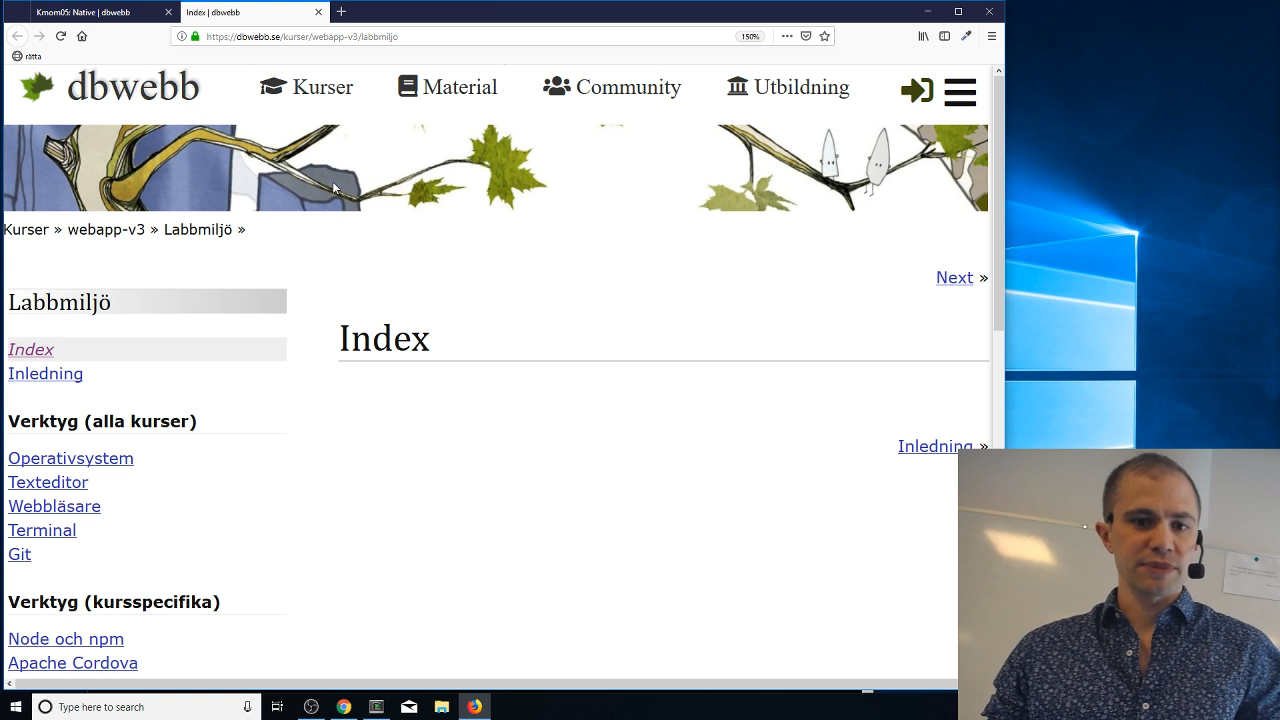 Kmom05: Native | dbwebb
Index | dbwebb
https://dbwebb.se/kurser/webapp-v3/labbmiljo
150%
rätta
dbwebb
Kurser
Material
Community
Utbildning
Kurser » webapp-v3 » Labbmiljö »
Next »
Labbmiljö
Index
Index
Inledning
Verktyg (alla kurser)
Inledning »
Operativsystem
Texteditor
Webbläsare
Terminal
Git
Verktyg (kursspecifika)
Node och npm
Apache Cordova
Type here to search